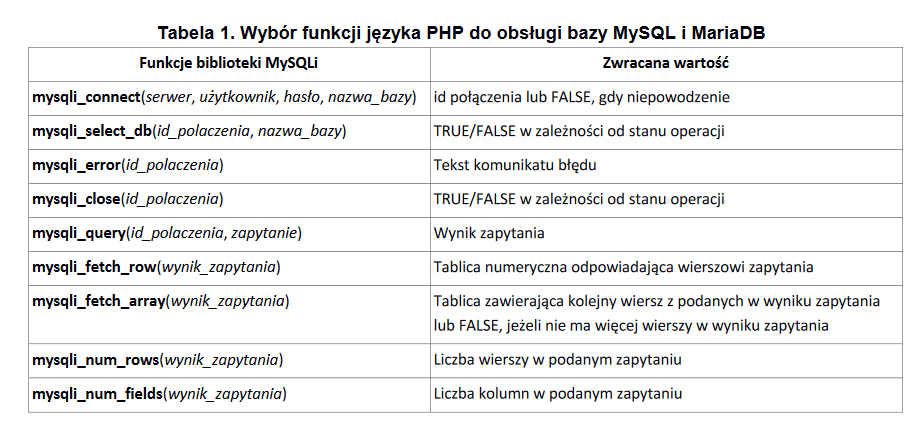 Tabela 1. Wybór funkcji języka PHP do obsługi bazy MySQL i MariaDB
Funkcje biblioteki MySQLi Zwracana wartość
mysqli_connect(serwer, użytkownik, hasło, nazwa_bazy) id połączenia lub FALSE, gdy niepowodzenie
mysqli_select_db(id_polaczenia, nazwa_bazy) TRUE/FALSE w zależności od stanu operacji
mysqli_error(id_polaczenia) Tekst komunikatu błędu
mysqli_close(id_polaczenia) TRUE/FALSE w zależności od stanu operacji
mysqli_query(id_polaczenia, zapytanie) Wynik zapytania
mysqli_fetch_row(wynik_zapytania) Tablica numeryczna odpowiadająca wierszowi zapytania
mysqli_fetch_array(wynik_zapytania) Tablica zawierająca kolejny wiersz z podanych w wyniku zapytania
lub FALSE, jeżeli nie ma więcej wierszy w wyniku zapytania
mysqli_num_rows(wynik_zapytania) Liczba wierszy w podanym zapytaniu
mysqli_num_fields(wynik_zapytania) Liczba kolumn w podanym zapytaniu